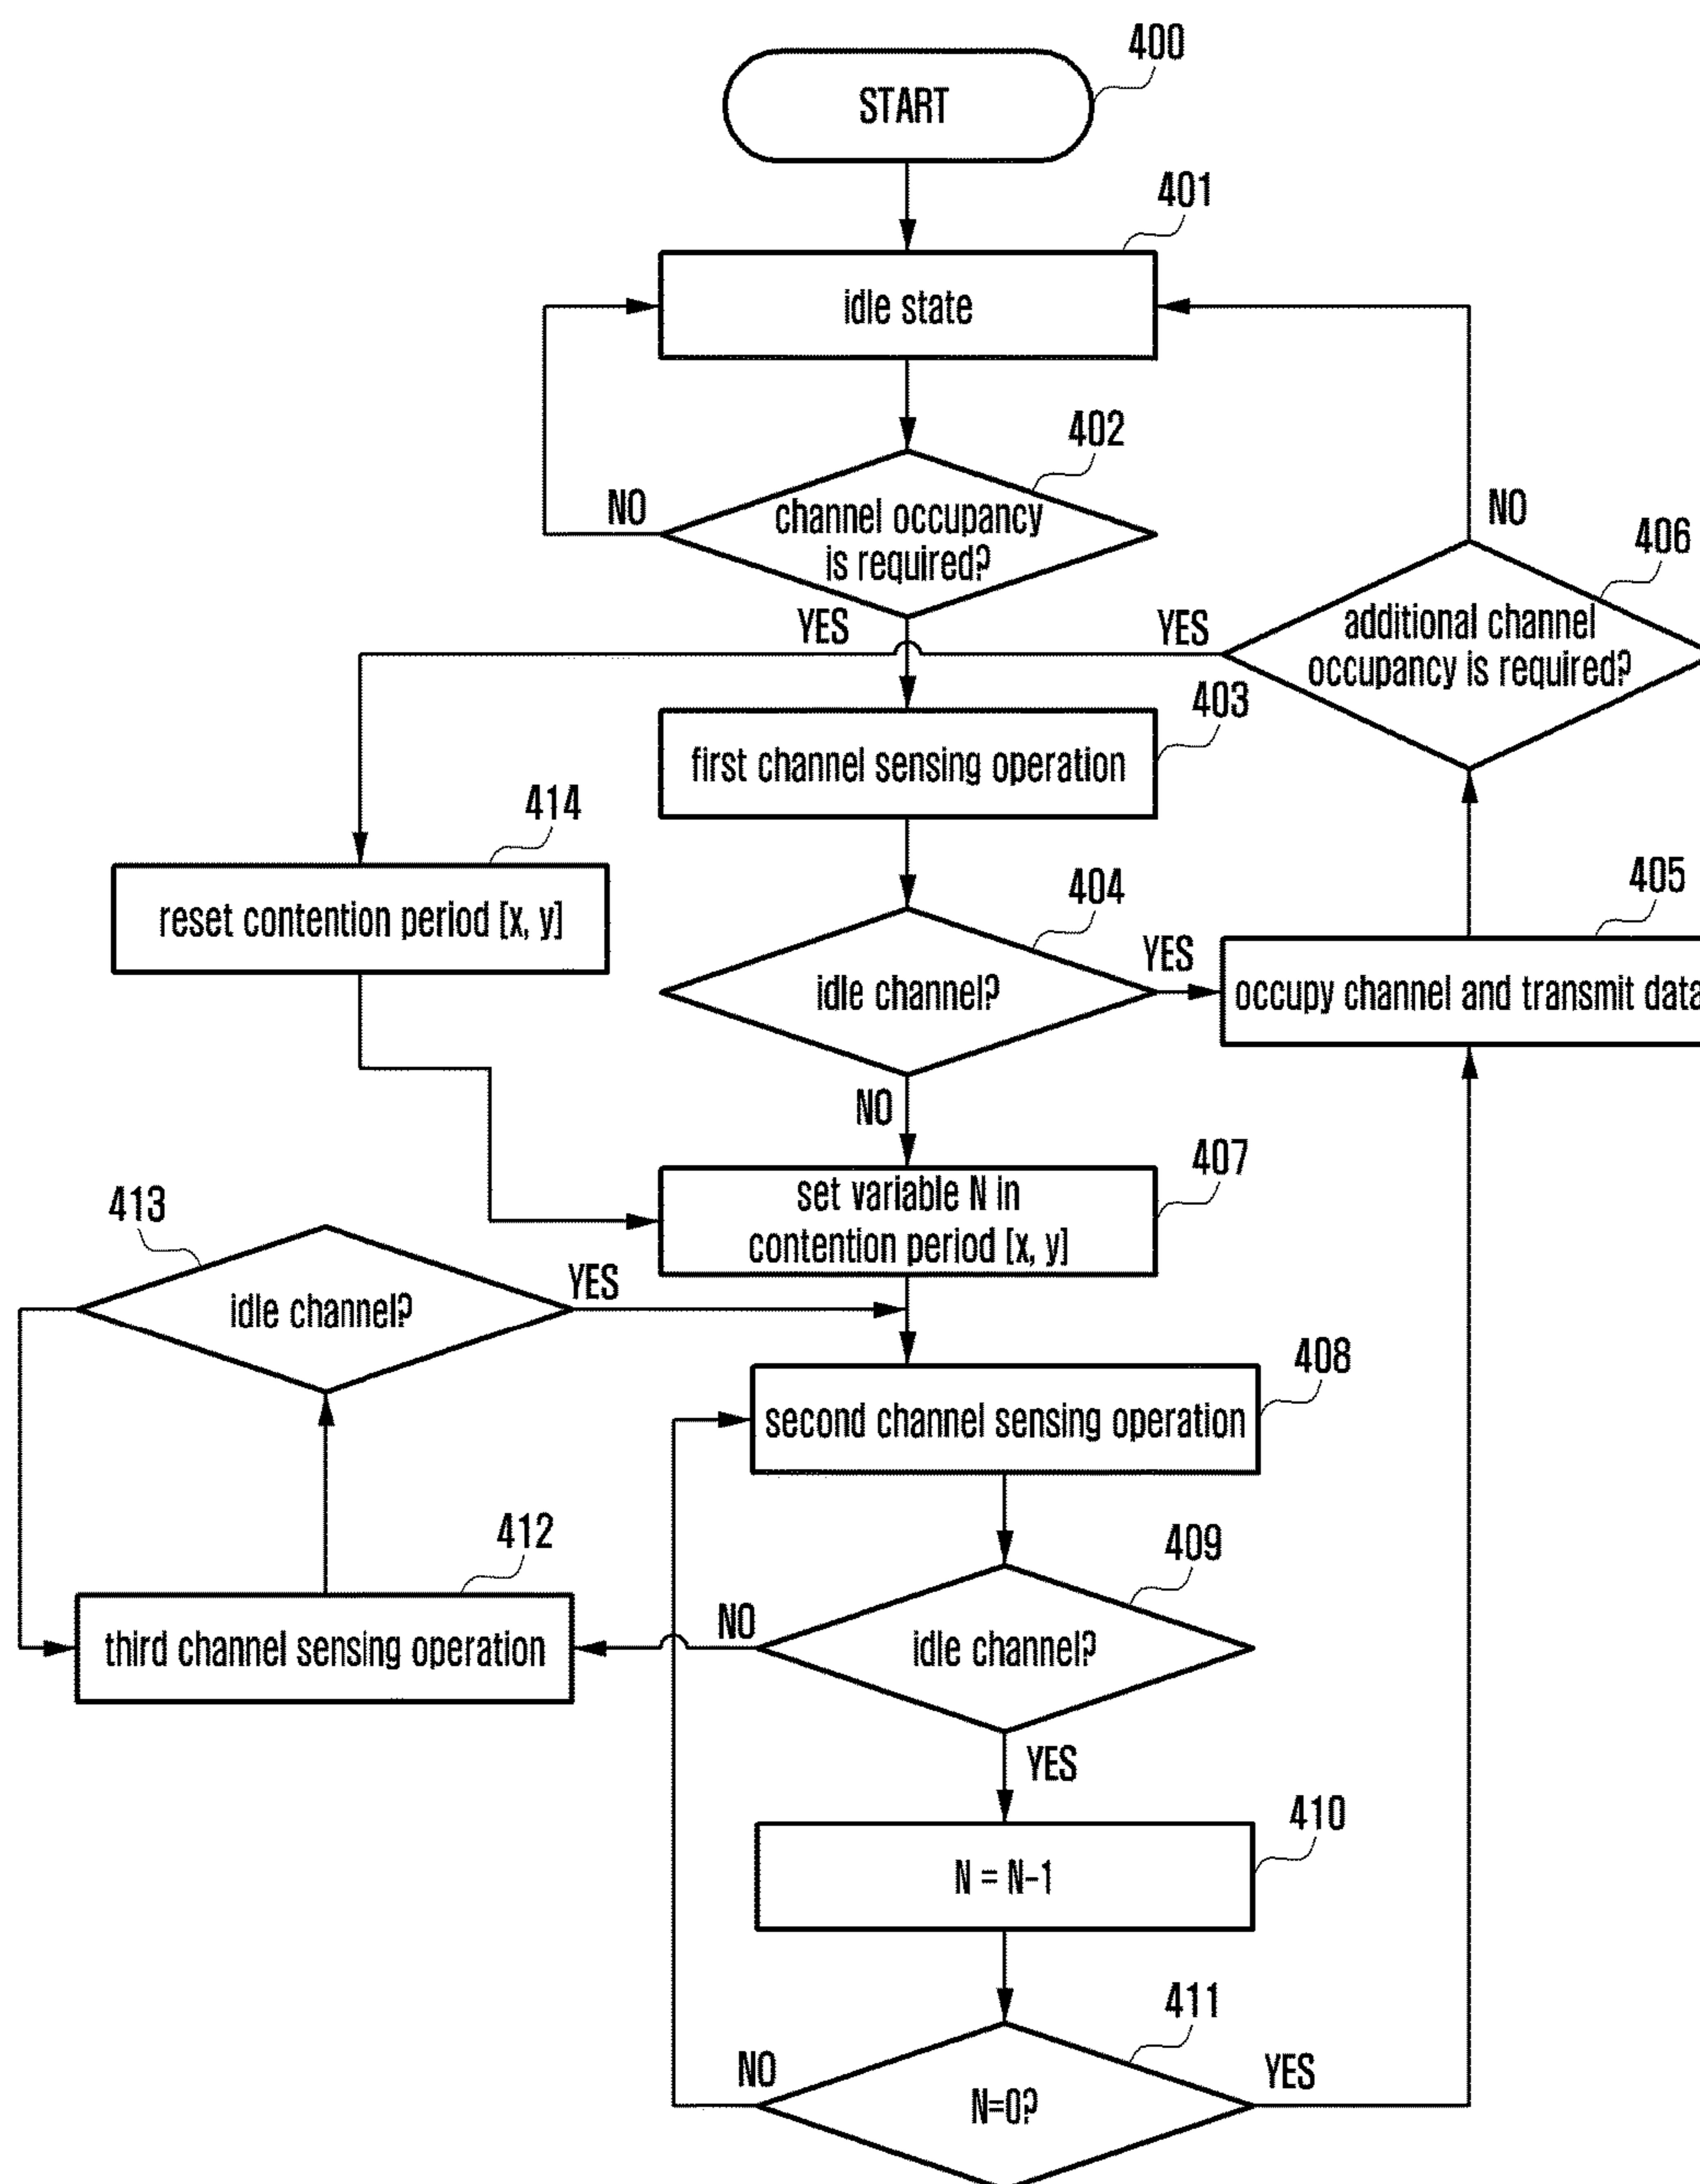 400
START
401
idle state
402
NO
channel occupancy
is required?
YES
YES
NO
406
additional channel
occupancy is required?
403
first channel sensing operation
414
reset contention period [x, y]
404
idle channel?
YES
405
occupy channel and transmit data
NO
407
set variable N in
contention period [x, y]
413
idle channel?
YES
408
second channel sensing operation
412
third channel sensing operation
409
NO
idle channel?
YES
410
N = N-1
411
NO
N=0?
YES